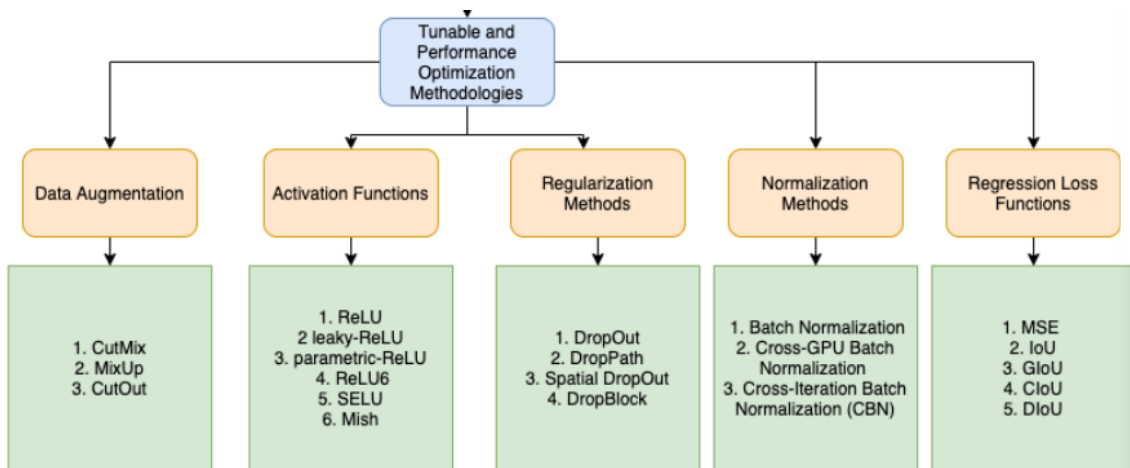 Tunable and
Performance
Optimization
Methodologies
Data Augmentation
Activation Functions
Regularization
Methods
Normalization
Methods
Regression Loss
Functions
1. CutMix
2. MixUp
3. CutOut
1. ReLU
2 leaky-ReLU
3. parametric-ReLU
4. ReLU6
5. SELU
6. Mish
1. DropOut
2. DropPath
3. Spatial DropOut
4. DropBlock
1. Batch Normalization
2. Cross-GPU Batch
Normalization
3. Cross-Iteration Batch
Normalization (CBN)
1. MSE
2. IoU
3. GIoU
4. CIoU
5. DIoU